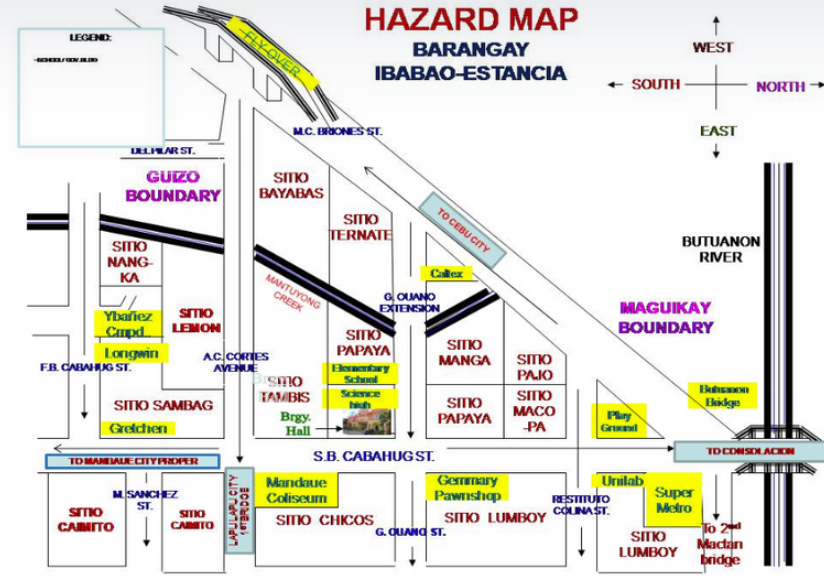 HAZARD MAP
BARANGAY
IBABAO-ESTANCIA
LEGEND:
-SCHOOL/ GOV. BLDG
FLY-OVER
WEST
SOUTH
NORTH
EAST
M.C. BRIONES ST.
DEL PILAR ST.
GUIZO
BOUNDARY
SITIO
BAYABAS
SITIO
TERNATE
TO CEBU CITY
SITIO
NANG-
KA
MANTUYONG
CREEK
Caltex
G. OUANO
EXTENSION
BUTUANON
RIVER
MAGUIKAY
BOUNDARY
Ybañez
Cmpd.
SITIO
LEMON
Longwin
F.B. CABAHUG ST.
A.C. CORTES
AVENUE
SITIO
PAPAYA
Elementary
School
SITIO
MANGA
SITIO
PAJO
SITIO
TAMBIS
Science
high
SITIO SAMBAG
Gretchen
Brgy.
Hall
SITIO
PAPAYA
SITIO
MACO
-PA
Play
Ground
Butuanon
Bridge
TO MANDAUE CITY PROPER
S.B. CABAHUG ST.
TO CONSOLACION
M. SANCHEZ
ST.
SITIO
CAIMITO
SITIO
CAIMITO
LAPULAPU CITY
1ST BRIDGE
Mandaue
Coliseum
SITIO CHICOS
G. OUANO ST.
Gemmary
Pawnshop
SITIO LUMBOY
RESTITUTO
COLINA ST.
Unilab
Super
Metro
SITIO
LUMBOY
To 2nd
Mactan
bridge